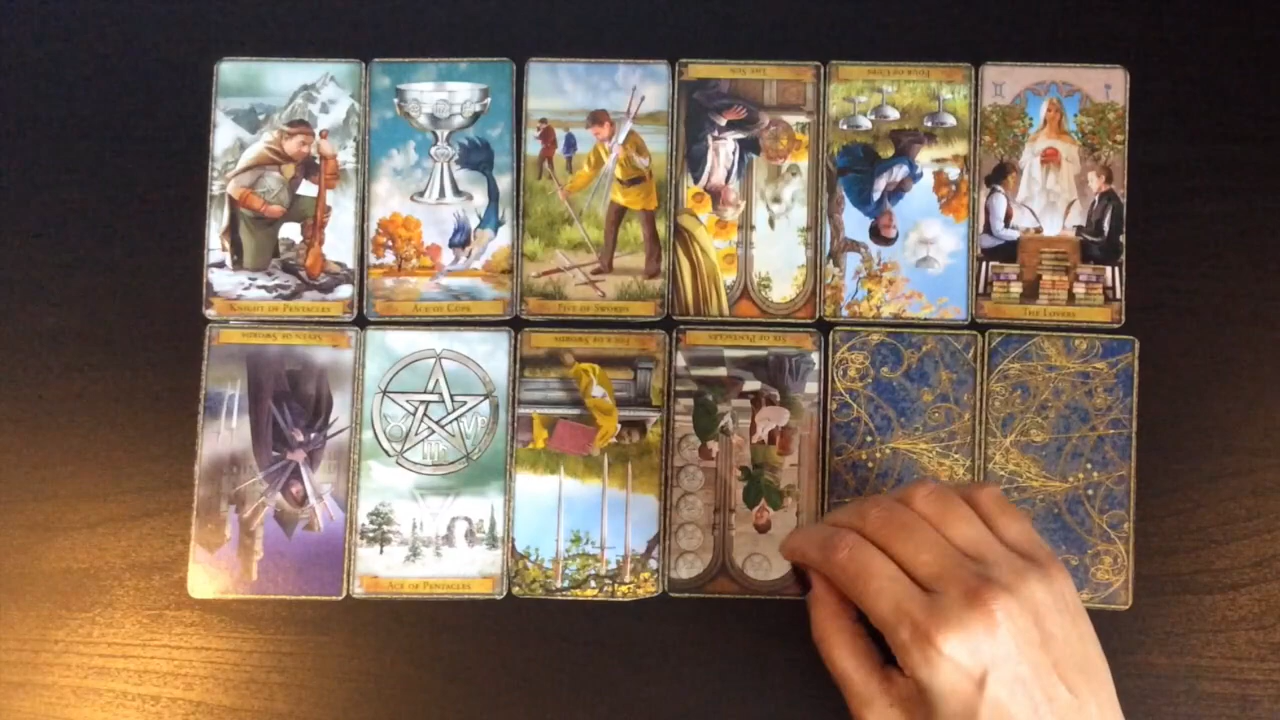 KNIGHT OF PENTACLES
ACE OF CUPS
FIVE OF SWORDS
THE SUN
FOUR OF CUPS
THE LOVERS
SEVEN OF SWORDS
ACE OF PENTACLES
FOUR OF SWORDS
SIX OF PENTACLES